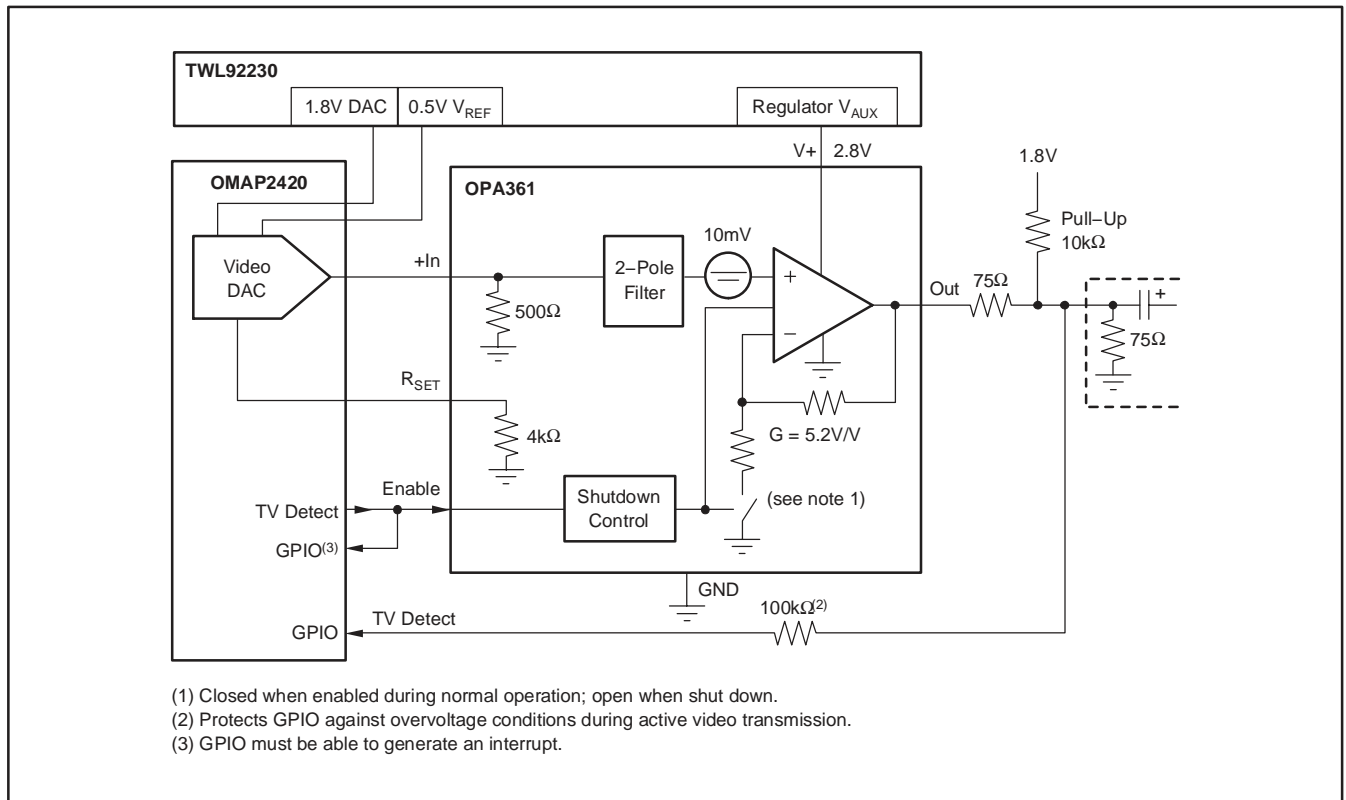 TWL92230
1.8V DAC
0.5V VREF
Regulator VAUX
V+ 2.8V
1.8V
OMAP2420
OPA361
Pull−Up
10kΩ
10mV
Video
DAC
+In
2−Pole
Filter
+
Out
75Ω
+
500Ω
−
75Ω
RSET
4kΩ
G = 5.2V/V
Enable
Shutdown
Control
(see note 1)
TV Detect
GPIO(3)
GND
100kΩ(2)
GPIO
TV Detect
(1) Closed when enabled during normal operation; open when shut down.
(2) Protects GPIO against overvoltage conditions during active video transmission.
(3) GPIO must be able to generate an interrupt.